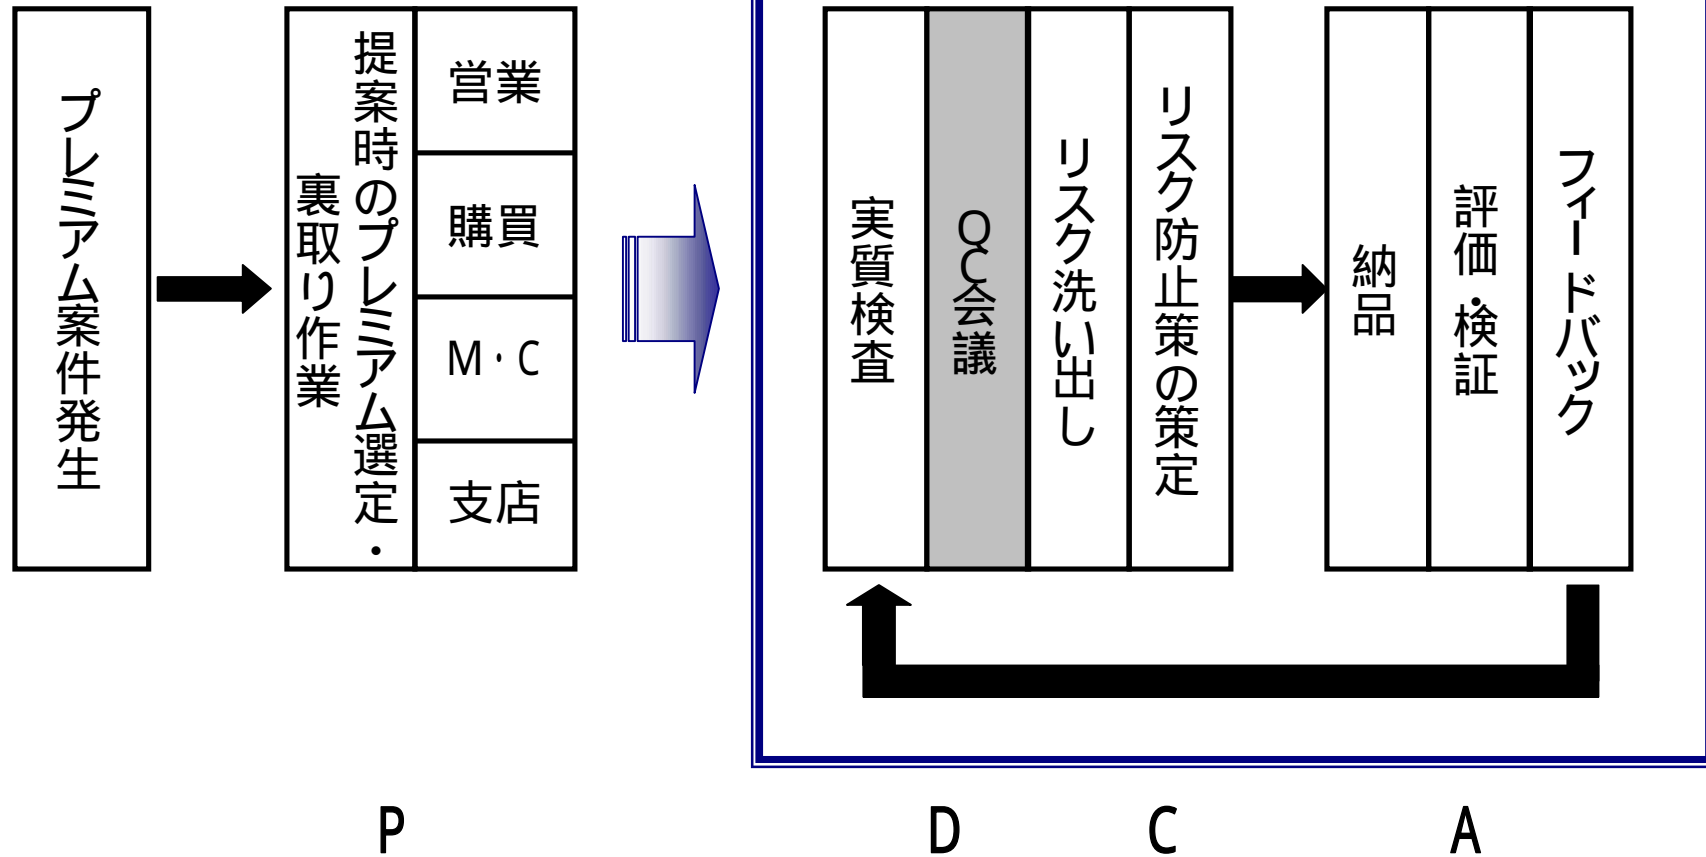 プレミアム案件発生
提案時のプレミアム選定・
裏取り作業
営業
購買
M・C
支店
実質検査
QC会議
リスク洗い出し
リスク防止策の策定
納品
評価・検証
フィードバック
P
D
C
A